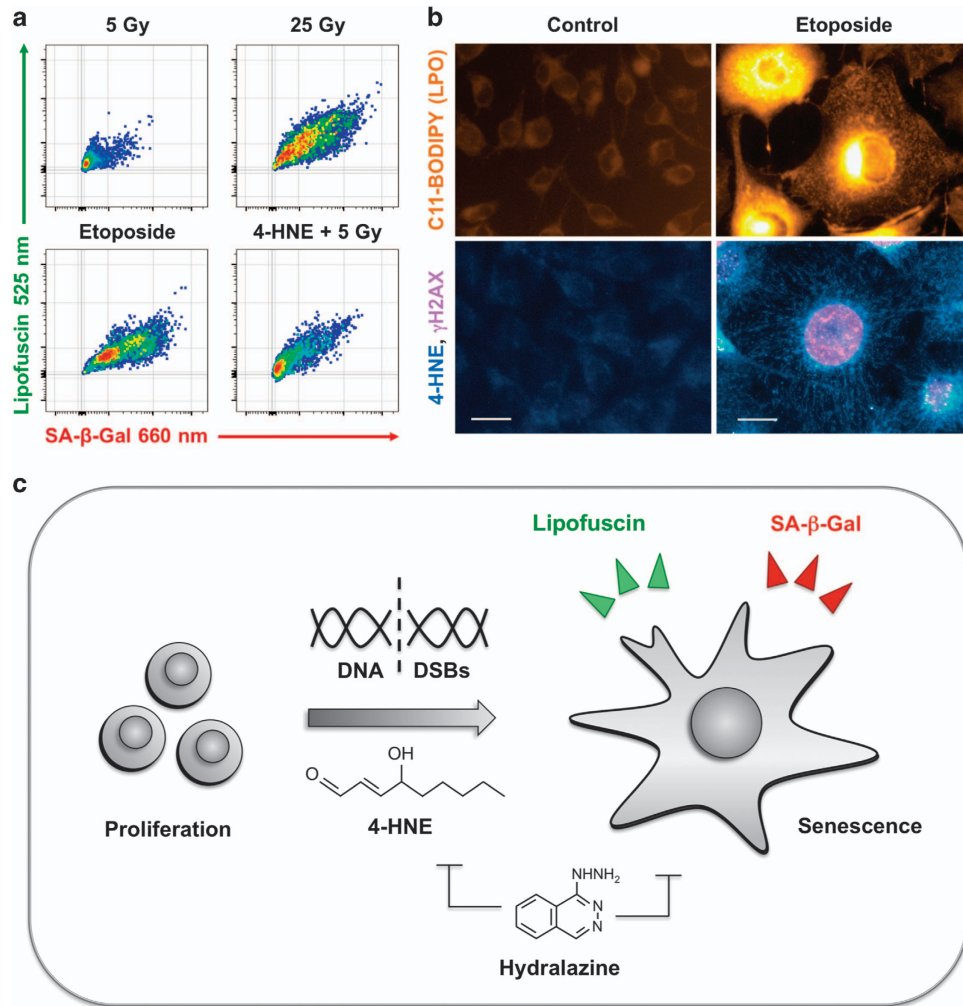 a
5 Gy
25 Gy
Etoposide
4-HNE + 5 Gy
Lipofuscin 525 nm
SA-β-Gal 660 nm
b
Control
Etoposide
C11-BODIPY (LPO)
4-HNE, γH2AX
c
Lipofuscin
SA-β-Gal
DNA
DSBs
OH
O
4-HNE
Proliferation
Senescence
NHNH₂
N
N
Hydralazine